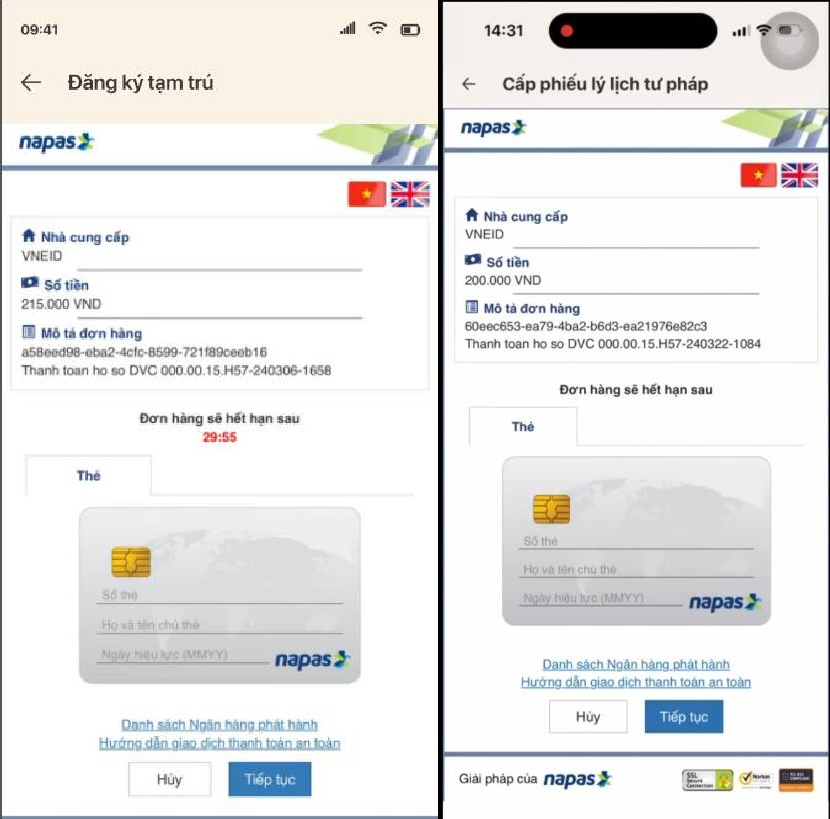 09:41
Đăng ký tạm trú
napas
Nhà cung cấp
VNEID
Số tiền
215.000 VND
Mô tả đơn hàng
a58eed98-eba2-4cfc-8599-721f89ceeb16
Thanh toan ho so DVC 000.00.15.H57-240306-1658
Đơn hàng sẽ hết hạn sau
29:55
Thẻ
Số thẻ
Họ và tên chủ thẻ
Ngày hiệu lực (MMYY)
napas
Danh sách Ngân hàng phát hành
Hướng dẫn giao dịch thanh toán an toàn
Hủy
Tiếp tục
14:31
Cấp phiếu lý lịch tư pháp
napas
Nhà cung cấp
VNEID
Số tiền
200.000 VND
Mô tả đơn hàng
60eec653-ea79-4ba2-b6d3-ea21976e82c3
Thanh toan ho so DVC 000.00.15.H57-240322-1084
Đơn hàng sẽ hết hạn sau
Thẻ
Số thẻ
Họ và tên chủ thẻ
Ngày hiệu lực (MMYY)
napas
Danh sách Ngân hàng phát hành
Hướng dẫn giao dịch thanh toán an toàn
Hủy
Tiếp tục
Giải pháp của napas
SSL
Secure
Connection
Norton